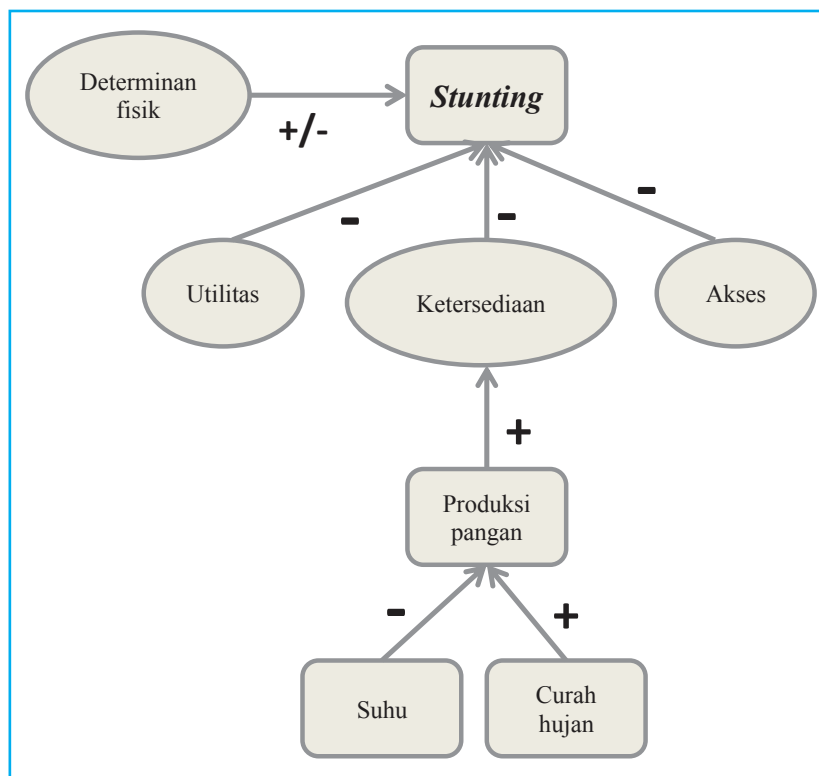 Determinan
fisik
Stunting
+/-
-
-
-
Utilitas
Ketersediaan
Akses
+
Produksi
pangan
-
+
Suhu
Curah
hujan